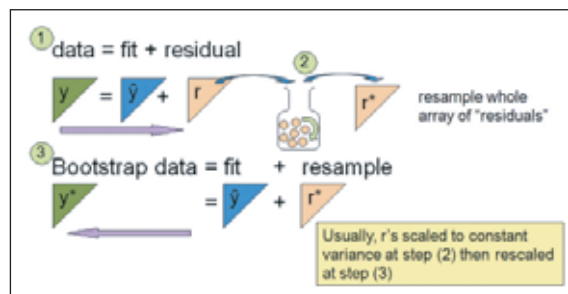 1 data = fit + residual
2
y = ŷ + r
r*
resample whole
array of "residuals"
3 Bootstrap data = fit + resample
y* = ŷ + r*
Usually, r's scaled to constant
variance at step (2) then rescaled
at step (3)